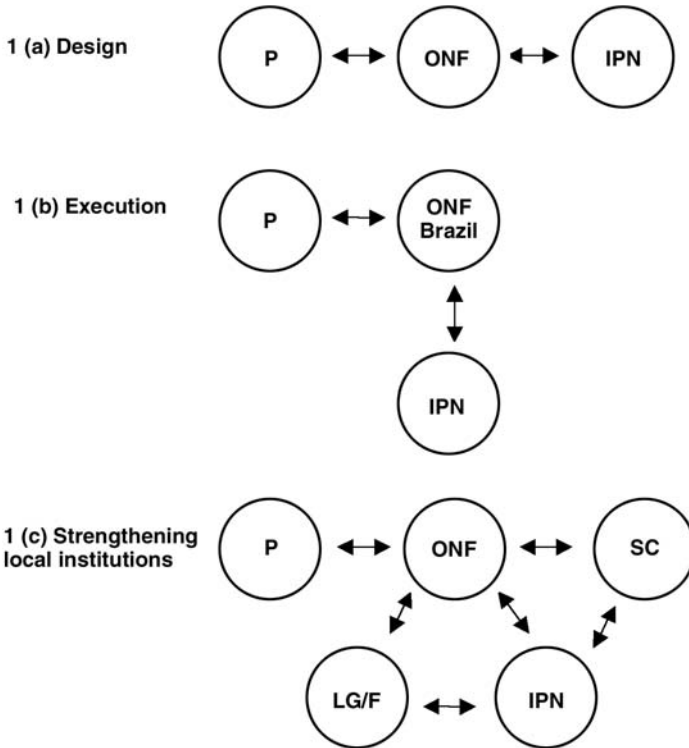 1 (a) Design
P
ONF
IPN
1 (b) Execution
P
ONF
Brazil
IPN
1 (c) Strengthening
local institutions
P
ONF
SC
LG/F
IPN